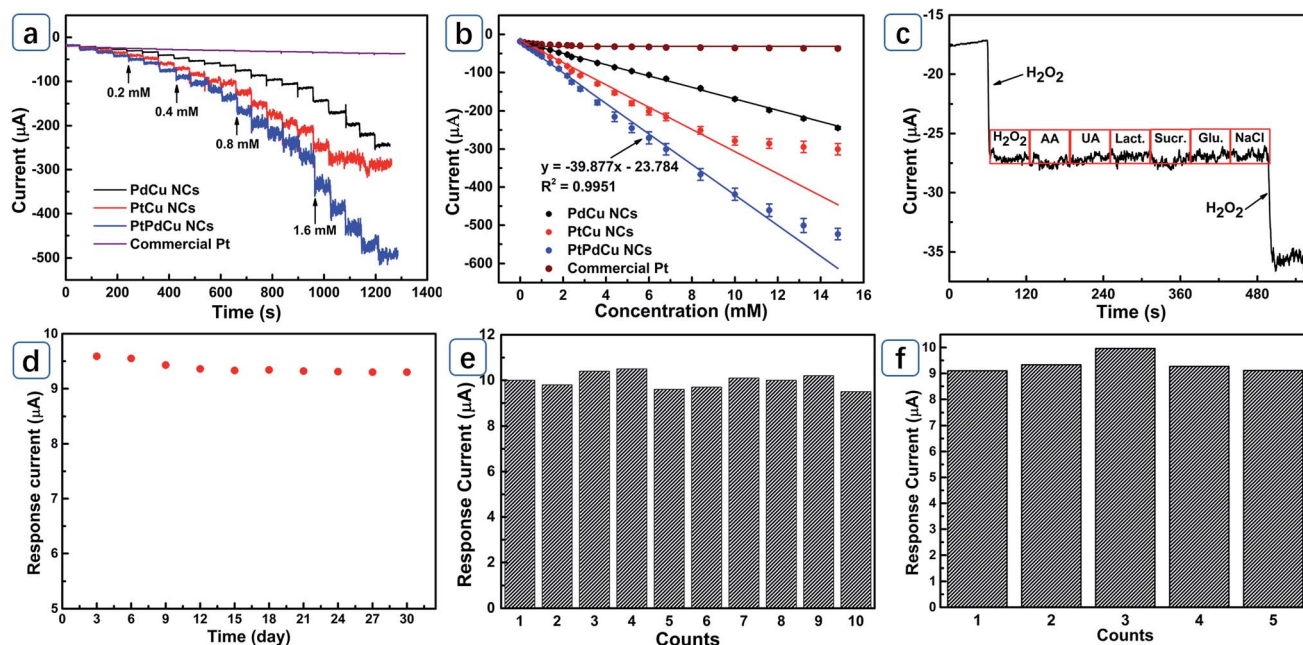 a
Current (μA)
0
-100
-200
-300
-400
-500
0.2 mM
0.4 mM
0.8 mM
1.6 mM
PdCu NCs
PtCu NCs
PtPdCu NCs
Commercial Pt
0 200 400 600 800 1000 1200 1400
Time (s)
b
Current (μA)
0
-100
-200
-300
-400
-500
-600
y = -39.877x - 23.784
R² = 0.9951
PdCu NCs
PtCu NCs
PtPdCu NCs
Commercial Pt
0 2 4 6 8 10 12 14 16
Concentration (mM)
c
Current (μA)
-15
-20
-25
-30
-35
H₂O₂
H₂O₂ AA UA Lact. Sucr. Glu. NaCl
H₂O₂
0 120 240 360 480
Time (s)
d
Response current (μA)
10
9
8
7
6
5
0 3 6 9 12 15 18 21 24 27 30
Time (day)
e
Response Current (μA)
12
10
8
6
4
2
0
1 2 3 4 5 6 7 8 9 10
Counts
f
Response Current (μA)
10
9
8
7
6
5
4
3
2
1
0
1 2 3 4 5
Counts